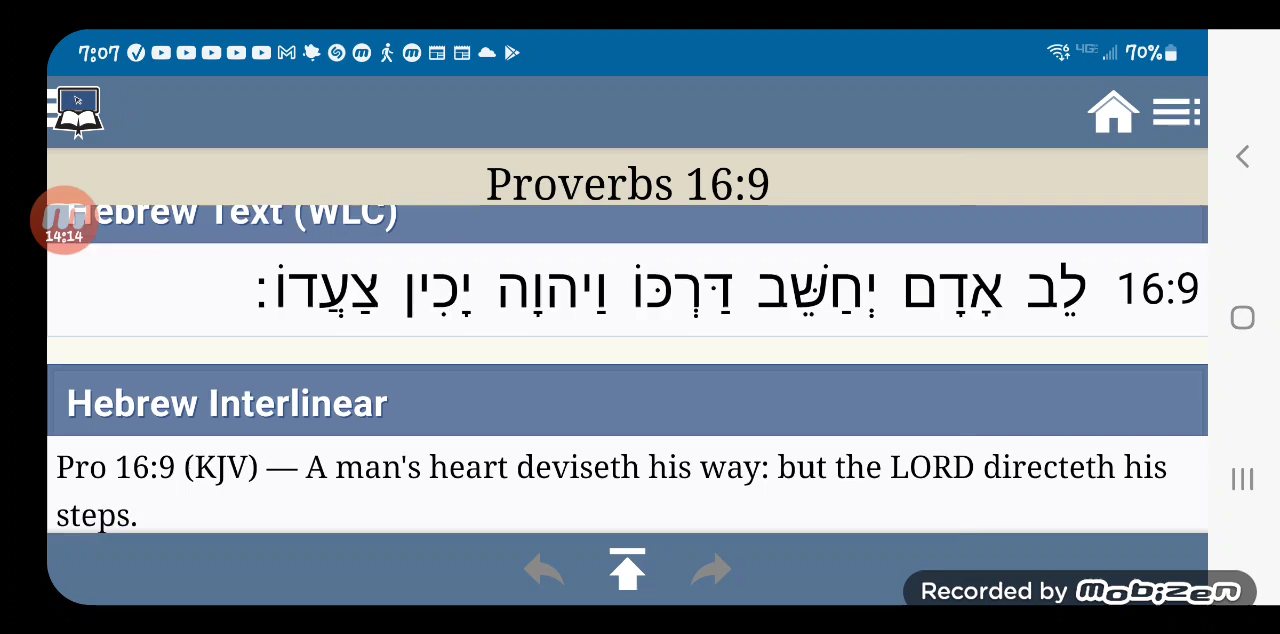 7:07
4GE 70%
Proverbs 16:9
Hebrew Text (WLC)
14:14
16:9 לֵב אָדָם יְחַשֵּׁב דַּרְכּוֹ וַיהוָה יָכִין צַעֲדוֹ׃
Hebrew Interlinear
Pro 16:9 (KJV) — A man's heart deviseth his way: but the LORD directeth his
steps.
Recorded by mobizen